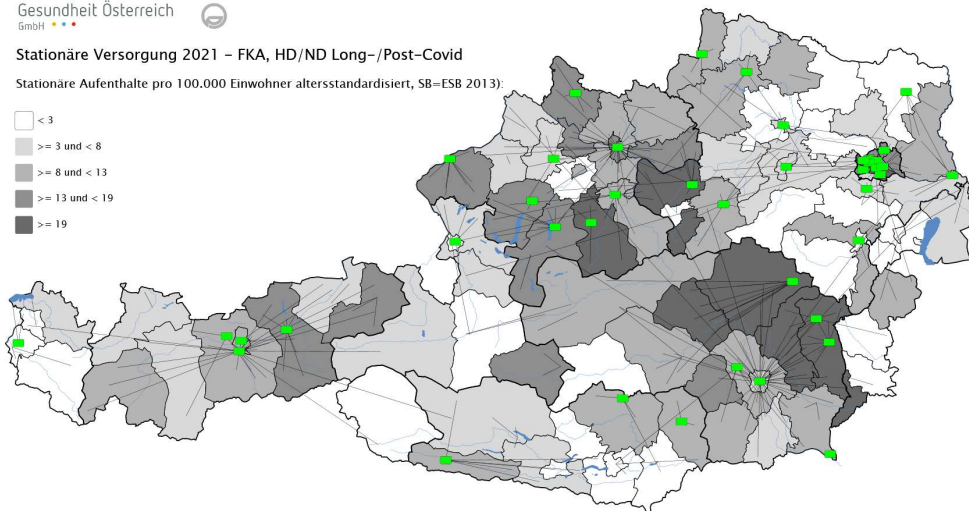 Gesundheit Österreich
GmbH
Stationäre Versorgung 2021 – FKA, HD/ND Long-/Post-Covid
Stationäre Aufenthalte pro 100.000 Einwohner altersstandardisiert, SB=ESB 2013):
< 3
>= 3 und < 8
>= 8 und < 13
>= 13 und < 19
>= 19